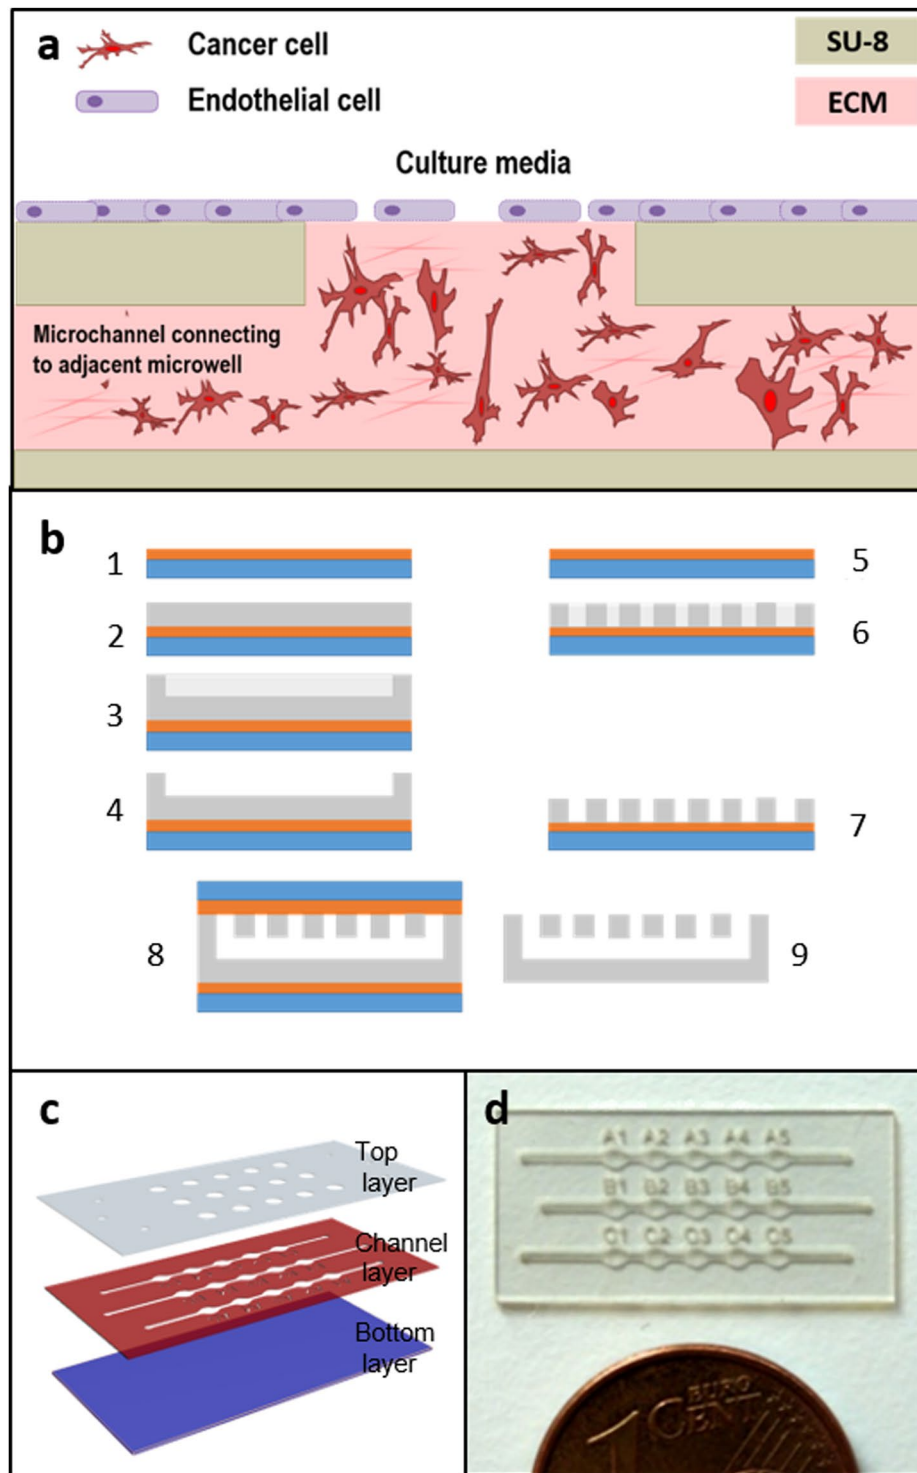 a
Cancer cell
SU-8
Endothelial cell
ECM
Culture media
Microchannel connecting
to adjacent microwell
b
1
5
2
6
3
4
7
8
9
c
Top
layer
Channel
layer
Bottom
layer
d
A1 A2 A3 A4 A5
B1 B2 B3 B4 B5
C1 C2 C3 C4 C5
1 EURO
CENT